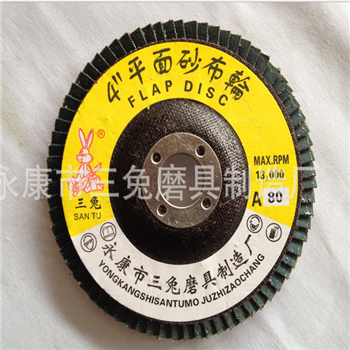 4"平面砂布輪
FLAP DISC
三兔
SAN TU
MAX.RPM
13,000
A 80
永康市三兔磨具制造厂
永康市三兔磨具制造厂
YONGKANGSHISANTUMO JUZHIZAOCHANG